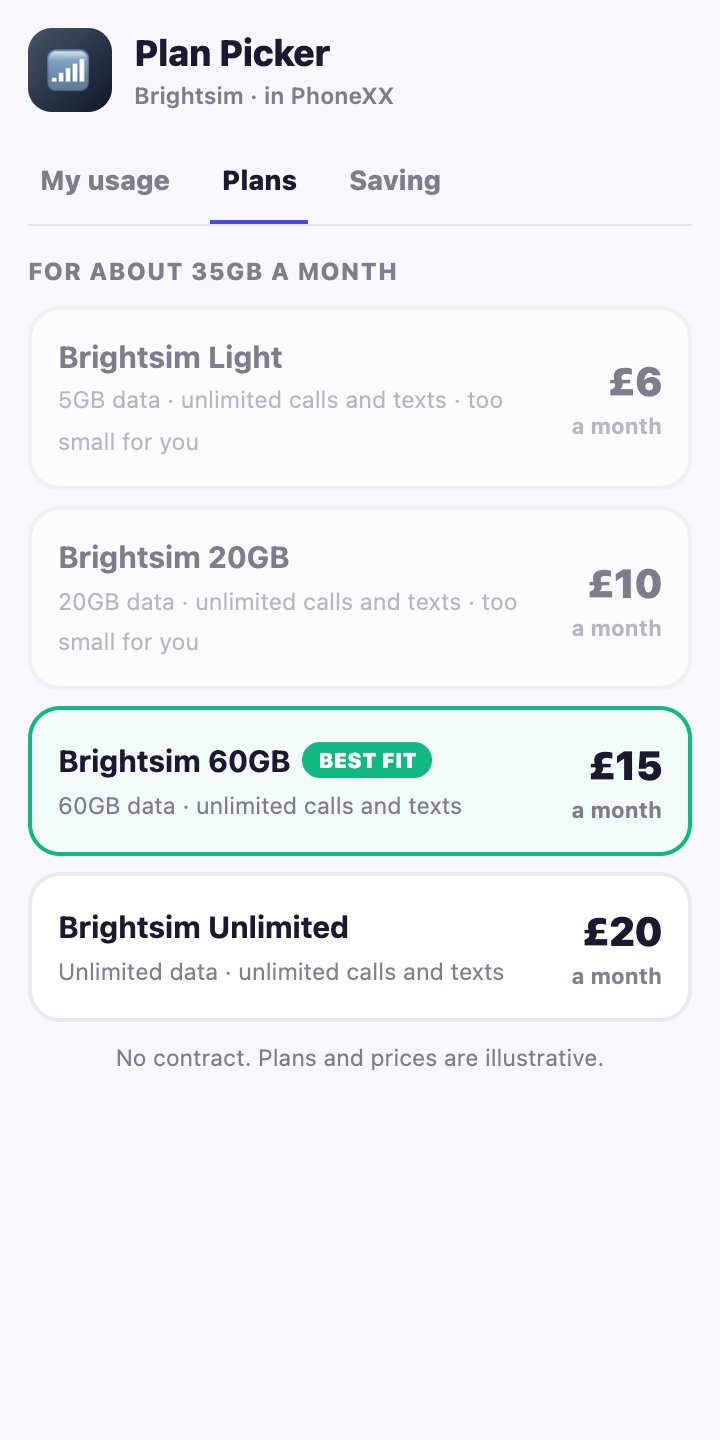 Plan Picker
Brightsim · in PhoneXX
My usage
Plans
Saving
FOR ABOUT 35GB A MONTH
Brightsim Light
5GB data · unlimited calls and texts · too
small for you
£6
a month
Brightsim 20GB
20GB data · unlimited calls and texts · too
small for you
£10
a month
Brightsim 60GB BEST FIT
60GB data · unlimited calls and texts
£15
a month
Brightsim Unlimited
Unlimited data · unlimited calls and texts
£20
a month
No contract. Plans and prices are illustrative.